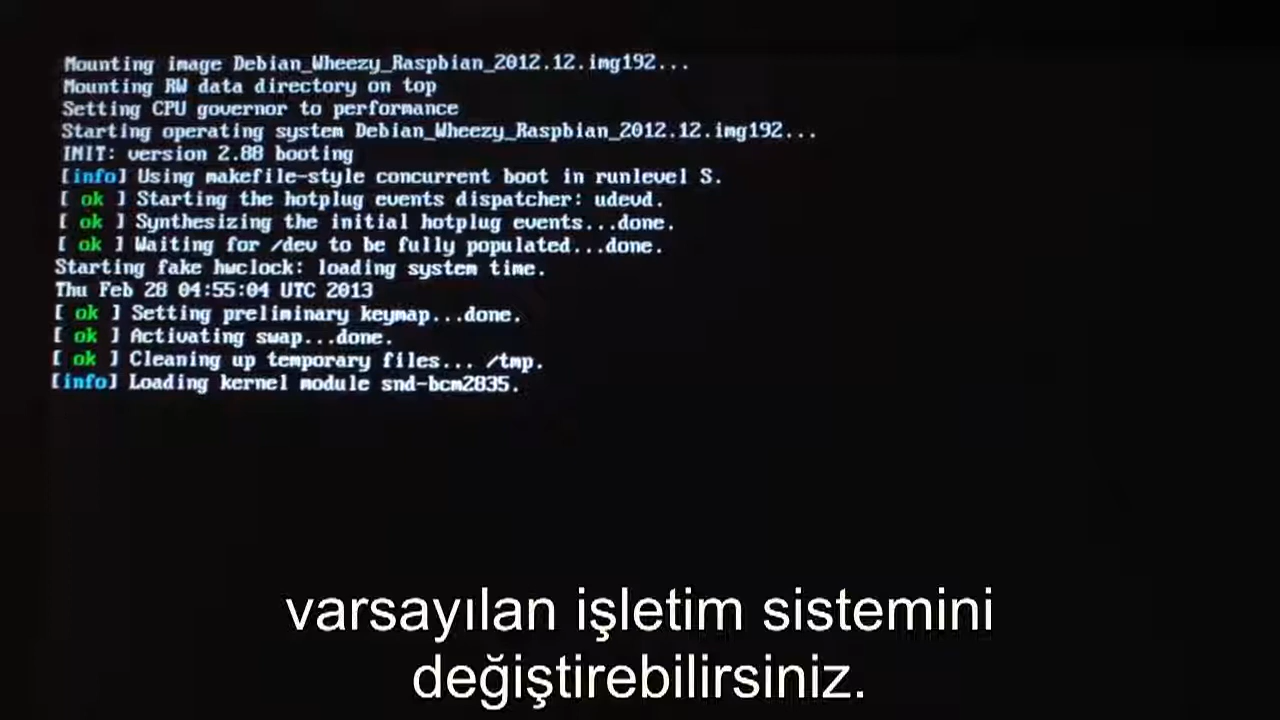 Mounting image Debian_Wheezy_Raspbian_2012.12.img192...
Mounting RW data directory on top
Setting CPU governor to performance
Starting operating system Debian_Wheezy_Raspbian_2012.12.img192...
INIT: version 2.88 booting
[info] Using makefile-style concurrent boot in runlevel S.
[ ok ] Starting the hotplug events dispatcher: udevd.
[ ok ] Synthesizing the initial hotplug events...done.
[ ok ] Waiting for /dev to be fully populated...done.
Starting fake hwclock: loading system time.
Thu Feb 28 04:55:04 UTC 2013
[ ok ] Setting preliminary keymap...done.
[ ok ] Activating swap...done.
[ ok ] Cleaning up temporary files... /tmp.
[info] Loading kernel module snd-bcm2835.
varsayılan işletim sistemini
değiştirebilirsiniz.